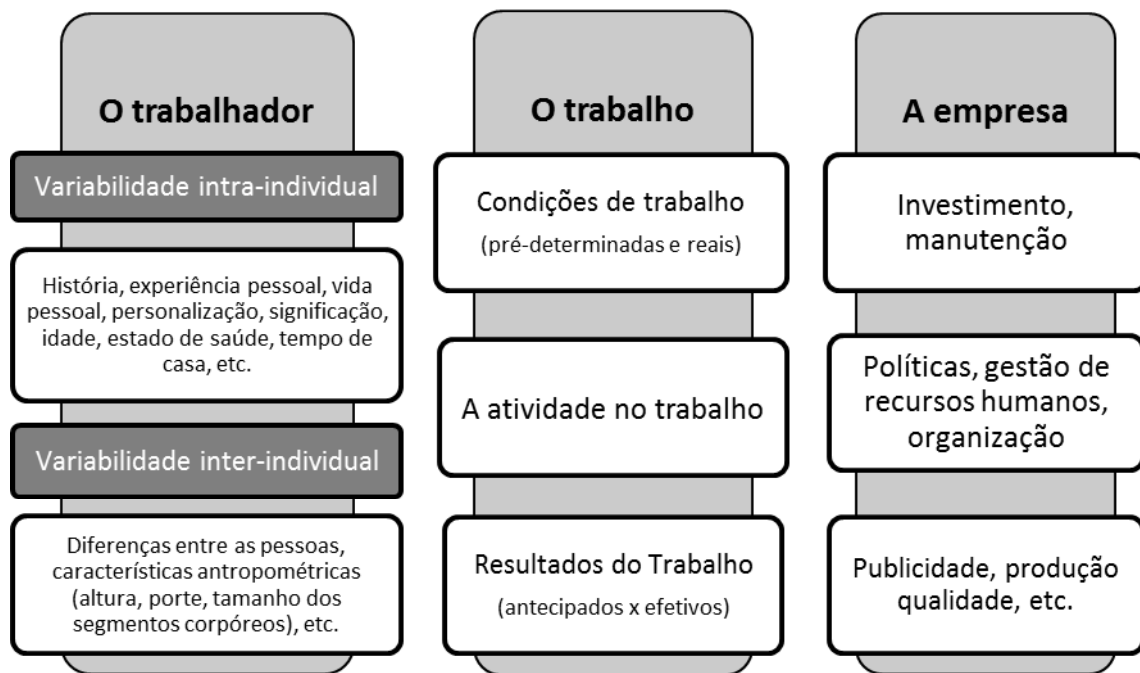 O trabalhador
Variabilidade intra-individual
História, experiência pessoal, vida
pessoal, personalização, significação,
idade, estado de saúde, tempo de
casa, etc.
Variabilidade inter-individual
Diferenças entre as pessoas,
características antropométricas
(altura, porte, tamanho dos
segmentos corpóreos), etc.
O trabalho
Condições de trabalho
(pré-determinadas e reais)
A atividade no trabalho
Resultados do Trabalho
(antecipados x efetivos)
A empresa
Investimento,
manutenção
Políticas, gestão de
recursos humanos,
organização
Publicidade, produção
qualidade, etc.